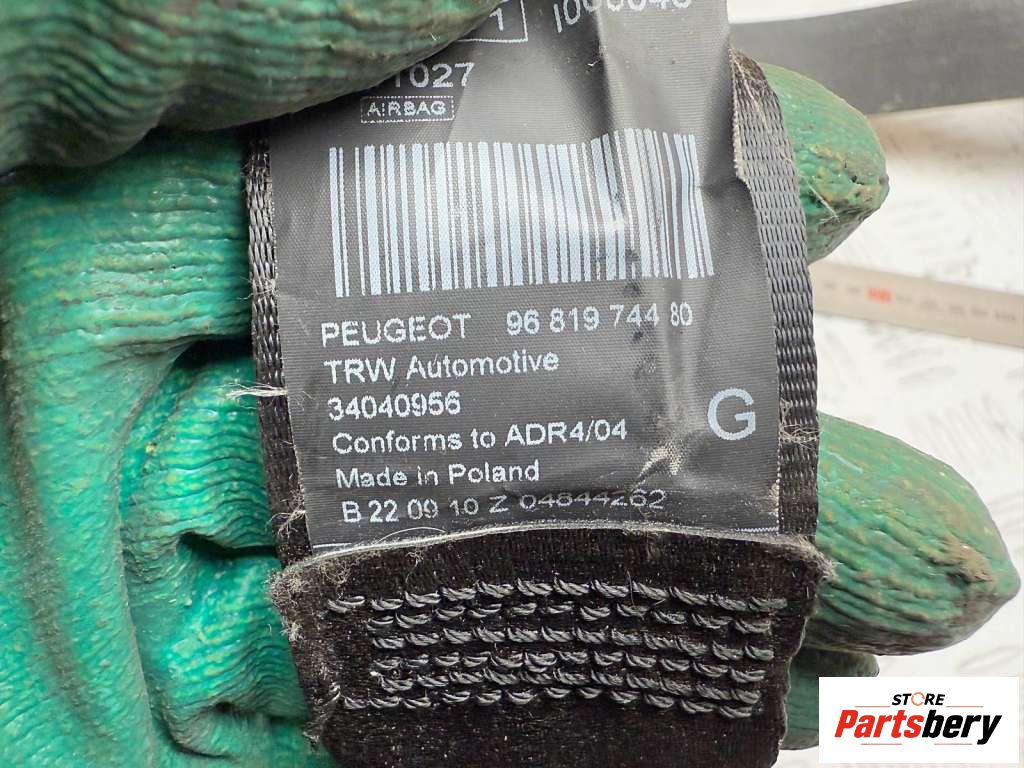 1
1027
AIRBAG
PEUGEOT 96 819 744 80
TRW Automotive
34040956
G
Conforms to ADR4/04
Made in Poland
B 22 09 10 Z 04844262
STORE
Partsbery